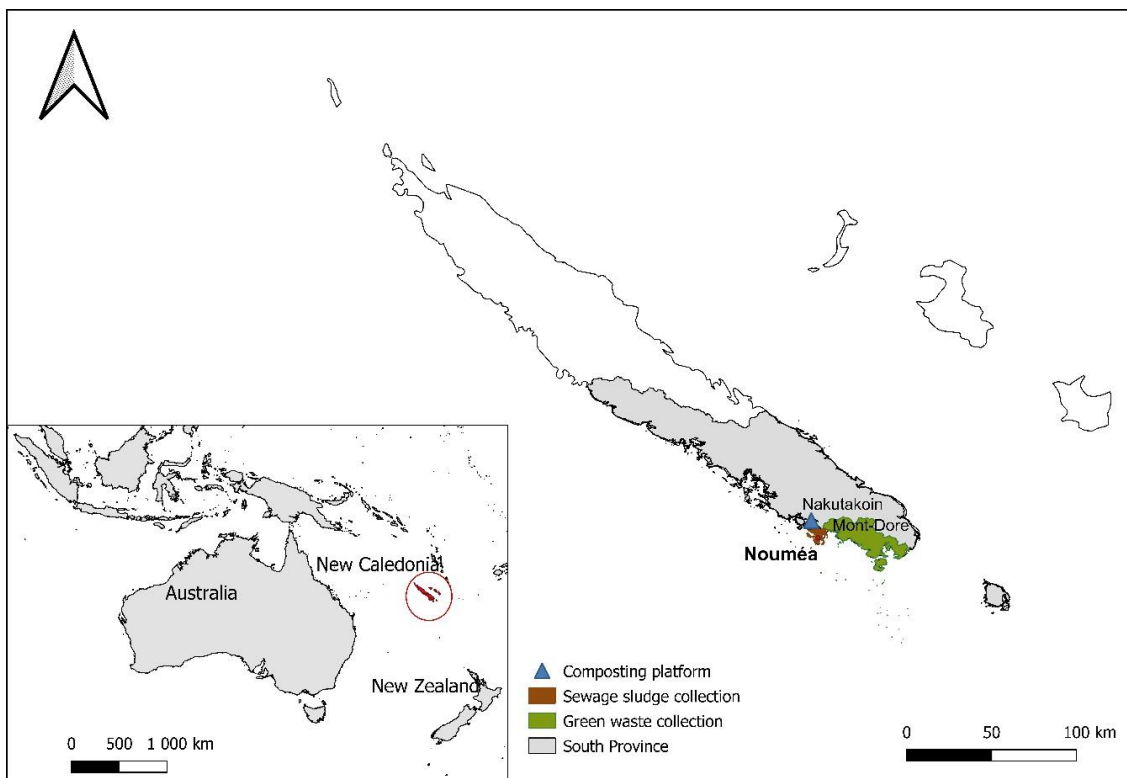 Nakutakoin
Mont-Dore
Nouméa
New Caledonia
Australia
New Zealand
0 500 1 000 km
Composting platform
Sewage sludge collection
Green waste collection
South Province
0 50 100 km